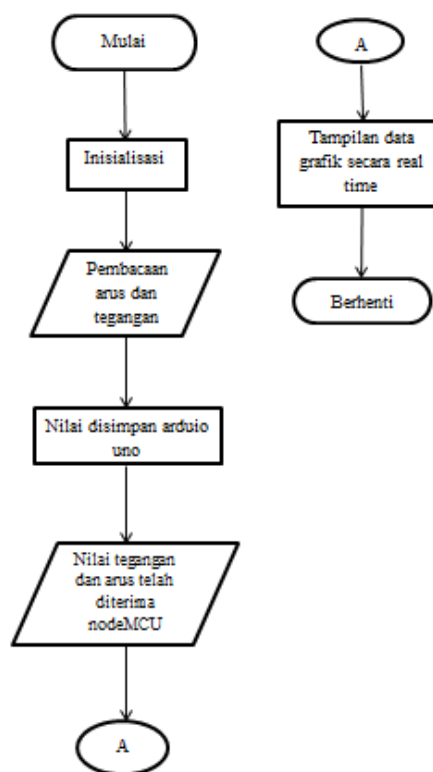 Mulai
Inisialisasi
Pembacaan
arus dan
tegangan
Nilai disimpan arduio
uno
Nilai tegangan
dan arus telah
diterima
nodeMCU
A
A
Tampilan data
grafik secara real
time
Berhenti